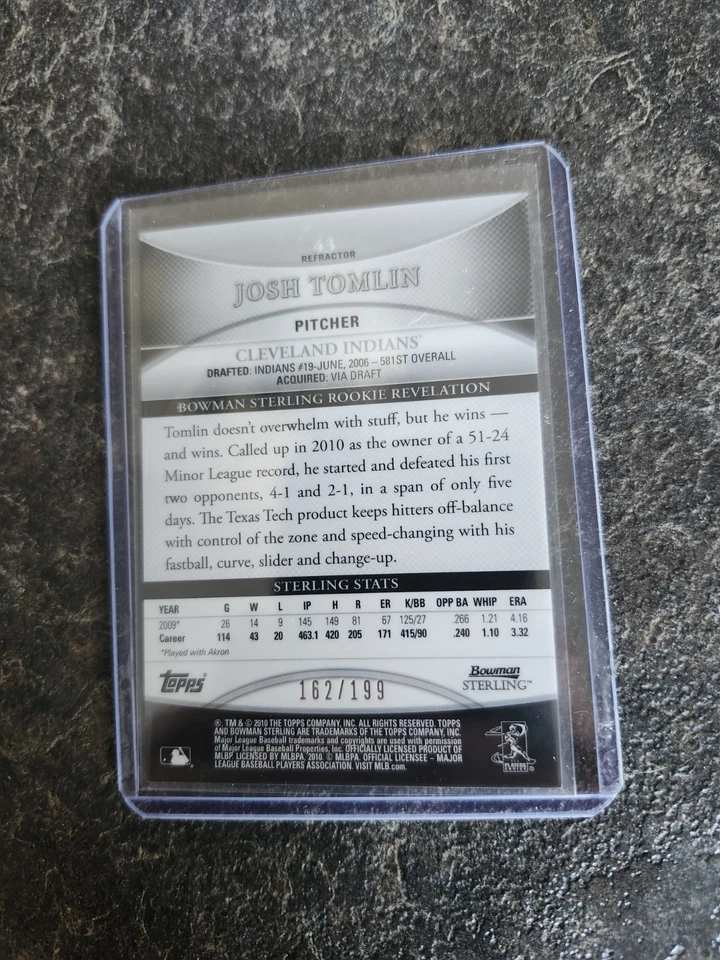 43
REFRACTOR
JOSH TOMLIN
PITCHER
CLEVELAND INDIANS®
DRAFTED: INDIANS #19-JUNE, 2006 – 581ST OVERALL
ACQUIRED: VIA DRAFT
BOWMAN STERLING ROOKIE REVELATION
Tomlin doesn't overwhelm with stuff, but he wins —
and wins. Called up in 2010 as the owner of a 51-24
Minor League record, he started and defeated his first
two opponents, 4-1 and 2-1, in a span of only five
days. The Texas Tech product keeps hitters off-balance
with control of the zone and speed-changing with his
fastball, curve, slider and change-up.
STERLING STATS
YEAR G W L IP H R ER K/BB OPP BA WHIP ERA
2009* 26 14 9 145 149 81 67 125/27 .266 1.21 4.16
Career 114 43 20 463.1 420 205 171 415/90 .240 1.10 3.32
*Played with Akron
Topps®
162/199
Bowman
STERLING™
®, TM & © 2010 THE TOPPS COMPANY, INC. ALL RIGHTS RESERVED. TOPPS
AND BOWMAN STERLING ARE TRADEMARKS OF THE TOPPS COMPANY, INC.
Major League Baseball trademarks and copyrights are used with permission
of Major League Baseball Properties, Inc. OFFICIALLY LICENSED PRODUCT OF
MLBP. LICENSED BY MLBPA, 2010. © MLBPA. OFFICIAL LICENSEE – MAJOR
LEAGUE BASEBALL PLAYERS ASSOCIATION. VISIT MLB.com.